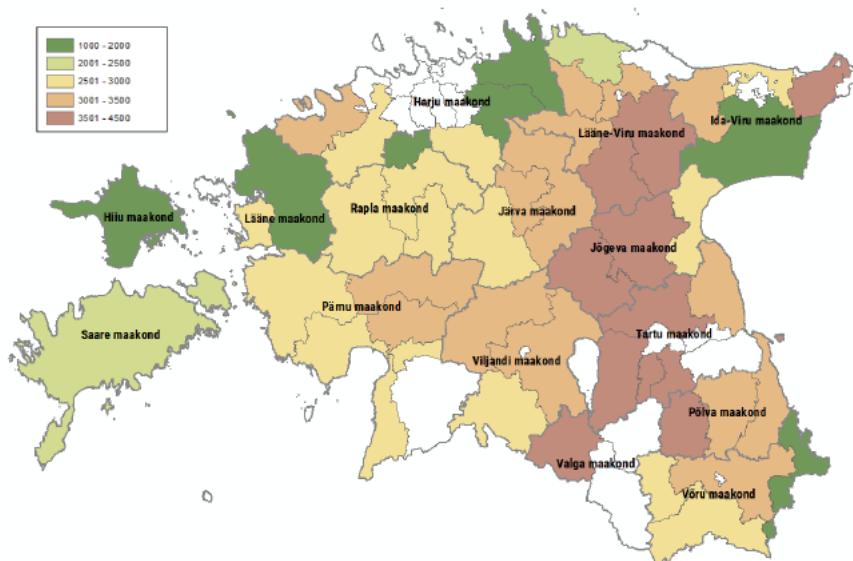 1000 - 2000
2001 - 2500
2501 - 3000
3001 - 3500
3501 - 4500
Harju maakond
Ida-Viru maakond
Lääne-Viru maakond
Hiiu maakond
Lääne maakond
Rapla maakond
Järva maakond
Jõgeva maakond
Saare maakond
Pärnu maakond
Tartu maakond
Viljandi maakond
Põlva maakond
Valga maakond
Võru maakond